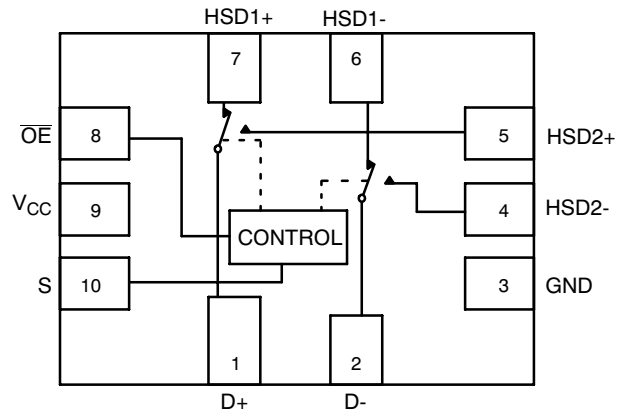 HSD1+ HSD1-
7 6
OE 8 5 HSD2+
VCC 9 4 HSD2-
CONTROL
S 10 3 GND
1 2
D+ D-